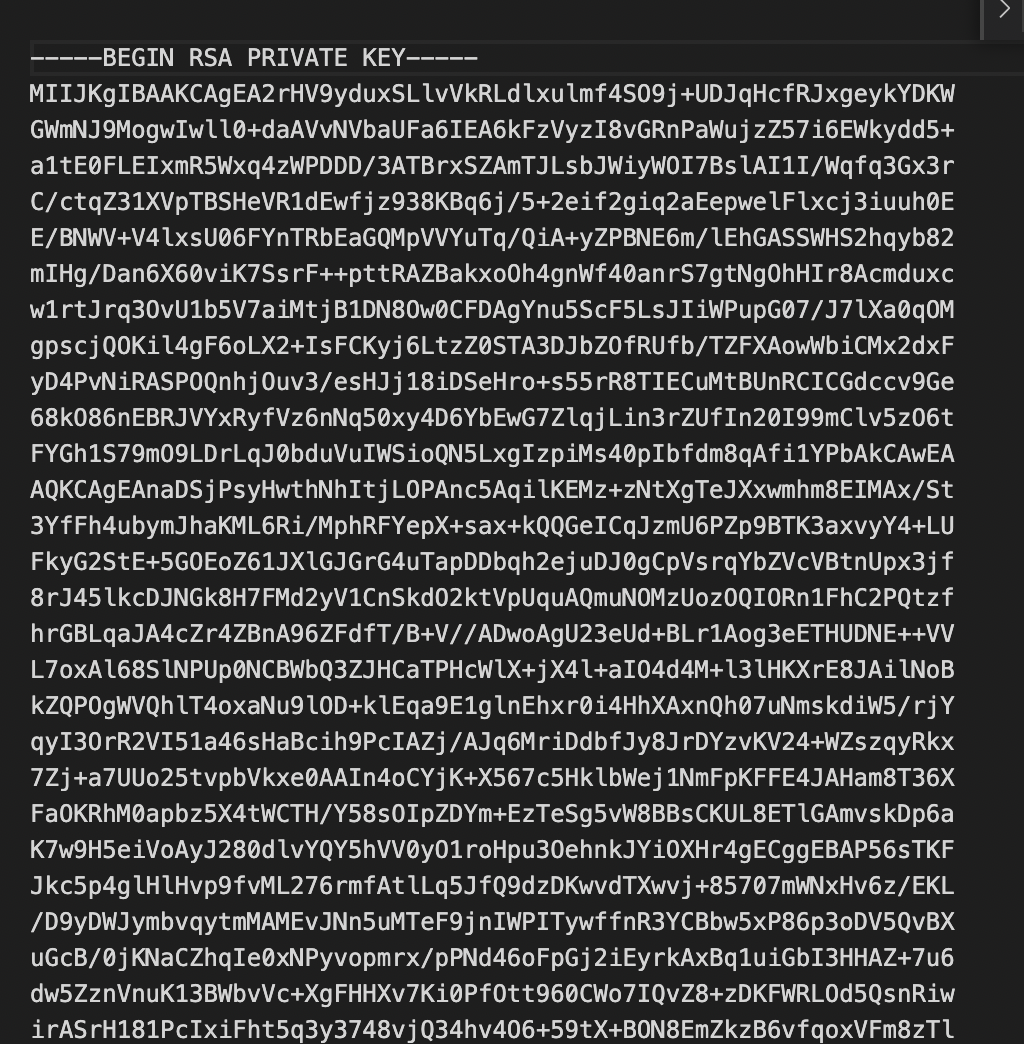 -----BEGIN RSA PRIVATE KEY-----
MIIJKgIBAAKCAgEA2rHV9yduxSLlvVkRLdlxulmf4SO9j+UDJqHcfRJxgeykYDKW
GWmNJ9MogwIwll0+daAVvNVbaUFa6IEA6kFzVyzI8vGRnPaWujzZ57i6EWkydd5+
a1tE0FLEIxmR5Wxq4zWPDDD/3ATBrxSZAmTJLsbJWiyWOI7BslAI1I/Wqfq3Gx3r
C/ctqZ31XVpTBSHeVR1dEwfjz938KBq6j/5+2eif2giq2aEepwelFlxcj3iuuh0E
E/BNWV+V4lxsU06FYnTRbEaGQMpVVYuTq/QiA+yZPBNE6m/lEhGASSWHS2hqyb82
mIHg/Dan6X60viK7SsrF++pttRAZBakxoOh4gnWf40anrS7gtNgOhHIr8Acmduxc
w1rtJrq3OvU1b5V7aiMtjB1DN8Ow0CFDAgYnu5ScF5LsJIiWPupG07/J7lXa0qOM
gpscjQOKil4gF6oLX2+IsFCKyj6LtzZ0STA3DJbZOfRUfb/TZFXAowWbiCMx2dxF
yD4PvNiRASPOQnhjOuv3/esHJj18iDSeHro+s55rR8TIECuMtBUnRCICGdccv9Ge
68kO86nEBRJVYxRyfVz6nNq50xy4D6YbEwG7ZlqjLin3rZUfIn20I99mClv5zO6t
FYGh1S79mO9LDrLqJ0bduVuIWSioQN5LxgIzpiMs40pIbfdm8qAfi1YPbAkCAwEA
AQKCAgEAnaDSjPsyHwthNhItjLOPAnc5AqilKEMz+zNtXgTeJXxwmhm8EIMAx/St
3YfFh4ubymJhaKML6Ri/MphRFYepX+sax+kQQGeICqJzmU6PZp9BTK3axvyY4+LU
FkyG2StE+5GOEoZ61JXlGJGrG4uTapDDbqh2ejuDJ0gCpVsrqYbZVcVBtnUpx3jf
8rJ45lkcDJNGk8H7FMd2yV1CnSkdO2ktVpUquAQmuNOMzUozOQIORn1FhC2PQtzf
hrGBLqaJA4cZr4ZBnA96ZFdfT/B+V//ADwoAgU23eUd+BLr1Aog3eETHUDNE++VV
L7oxAl68SlNPUp0NCBWbQ3ZJHCaTPHcWlX+jX4l+aIO4d4M+l3lHKXrE8JAilNoB
kZQPOgWVQhlT4oxaNu9lOD+klEqa9E1glnEhxr0i4HhXAxnQh07uNmskdiW5/rjY
qyI3OrR2VI51a46sHaBcih9PcIAZj/AJq6MriDdbfJy8JrDYzvKV24+WZszqyRkx
7Zj+a7UUo25tvpbVkxe0AAIn4oCYjK+X567c5HklbWej1NmFpKFFE4JAHam8T36X
FaOKRhM0apbz5X4tWCTH/Y58sOIpZDYm+EzTeSg5vW8BBsCKUL8ETlGAmvskDp6a
K7w9H5eiVoAyJ280dlvYQY5hVV0yO1roHpu3OehnkJYiOXHr4gECggEBAP56sTKF
Jkc5p4glHlHvp9fvML276rmfAtlLq5JfQ9dzDKwvdTXwvj+85707mWNxHv6z/EKL
/D9yDWJymbvqytmMAMEvJNn5uMTeF9jnIWPITywffnR3YCBbw5xP86p3oDV5QvBX
uGcB/0jKNaCZhqIe0xNPyvopmrx/pPNd46oFpGj2iEyrkAxBq1uiGbI3HHAZ+7u6
dw5ZznVnuK13BWbvVc+XgFHHXv7Ki0PfOtt960CWo7IQvZ8+zDKFWRLOd5QsnRiw
irASrH181PcIxiFht5q3y3748vjQ34hv4O6+59tX+BON8EmZkzB6vfqoxVFm8zTl